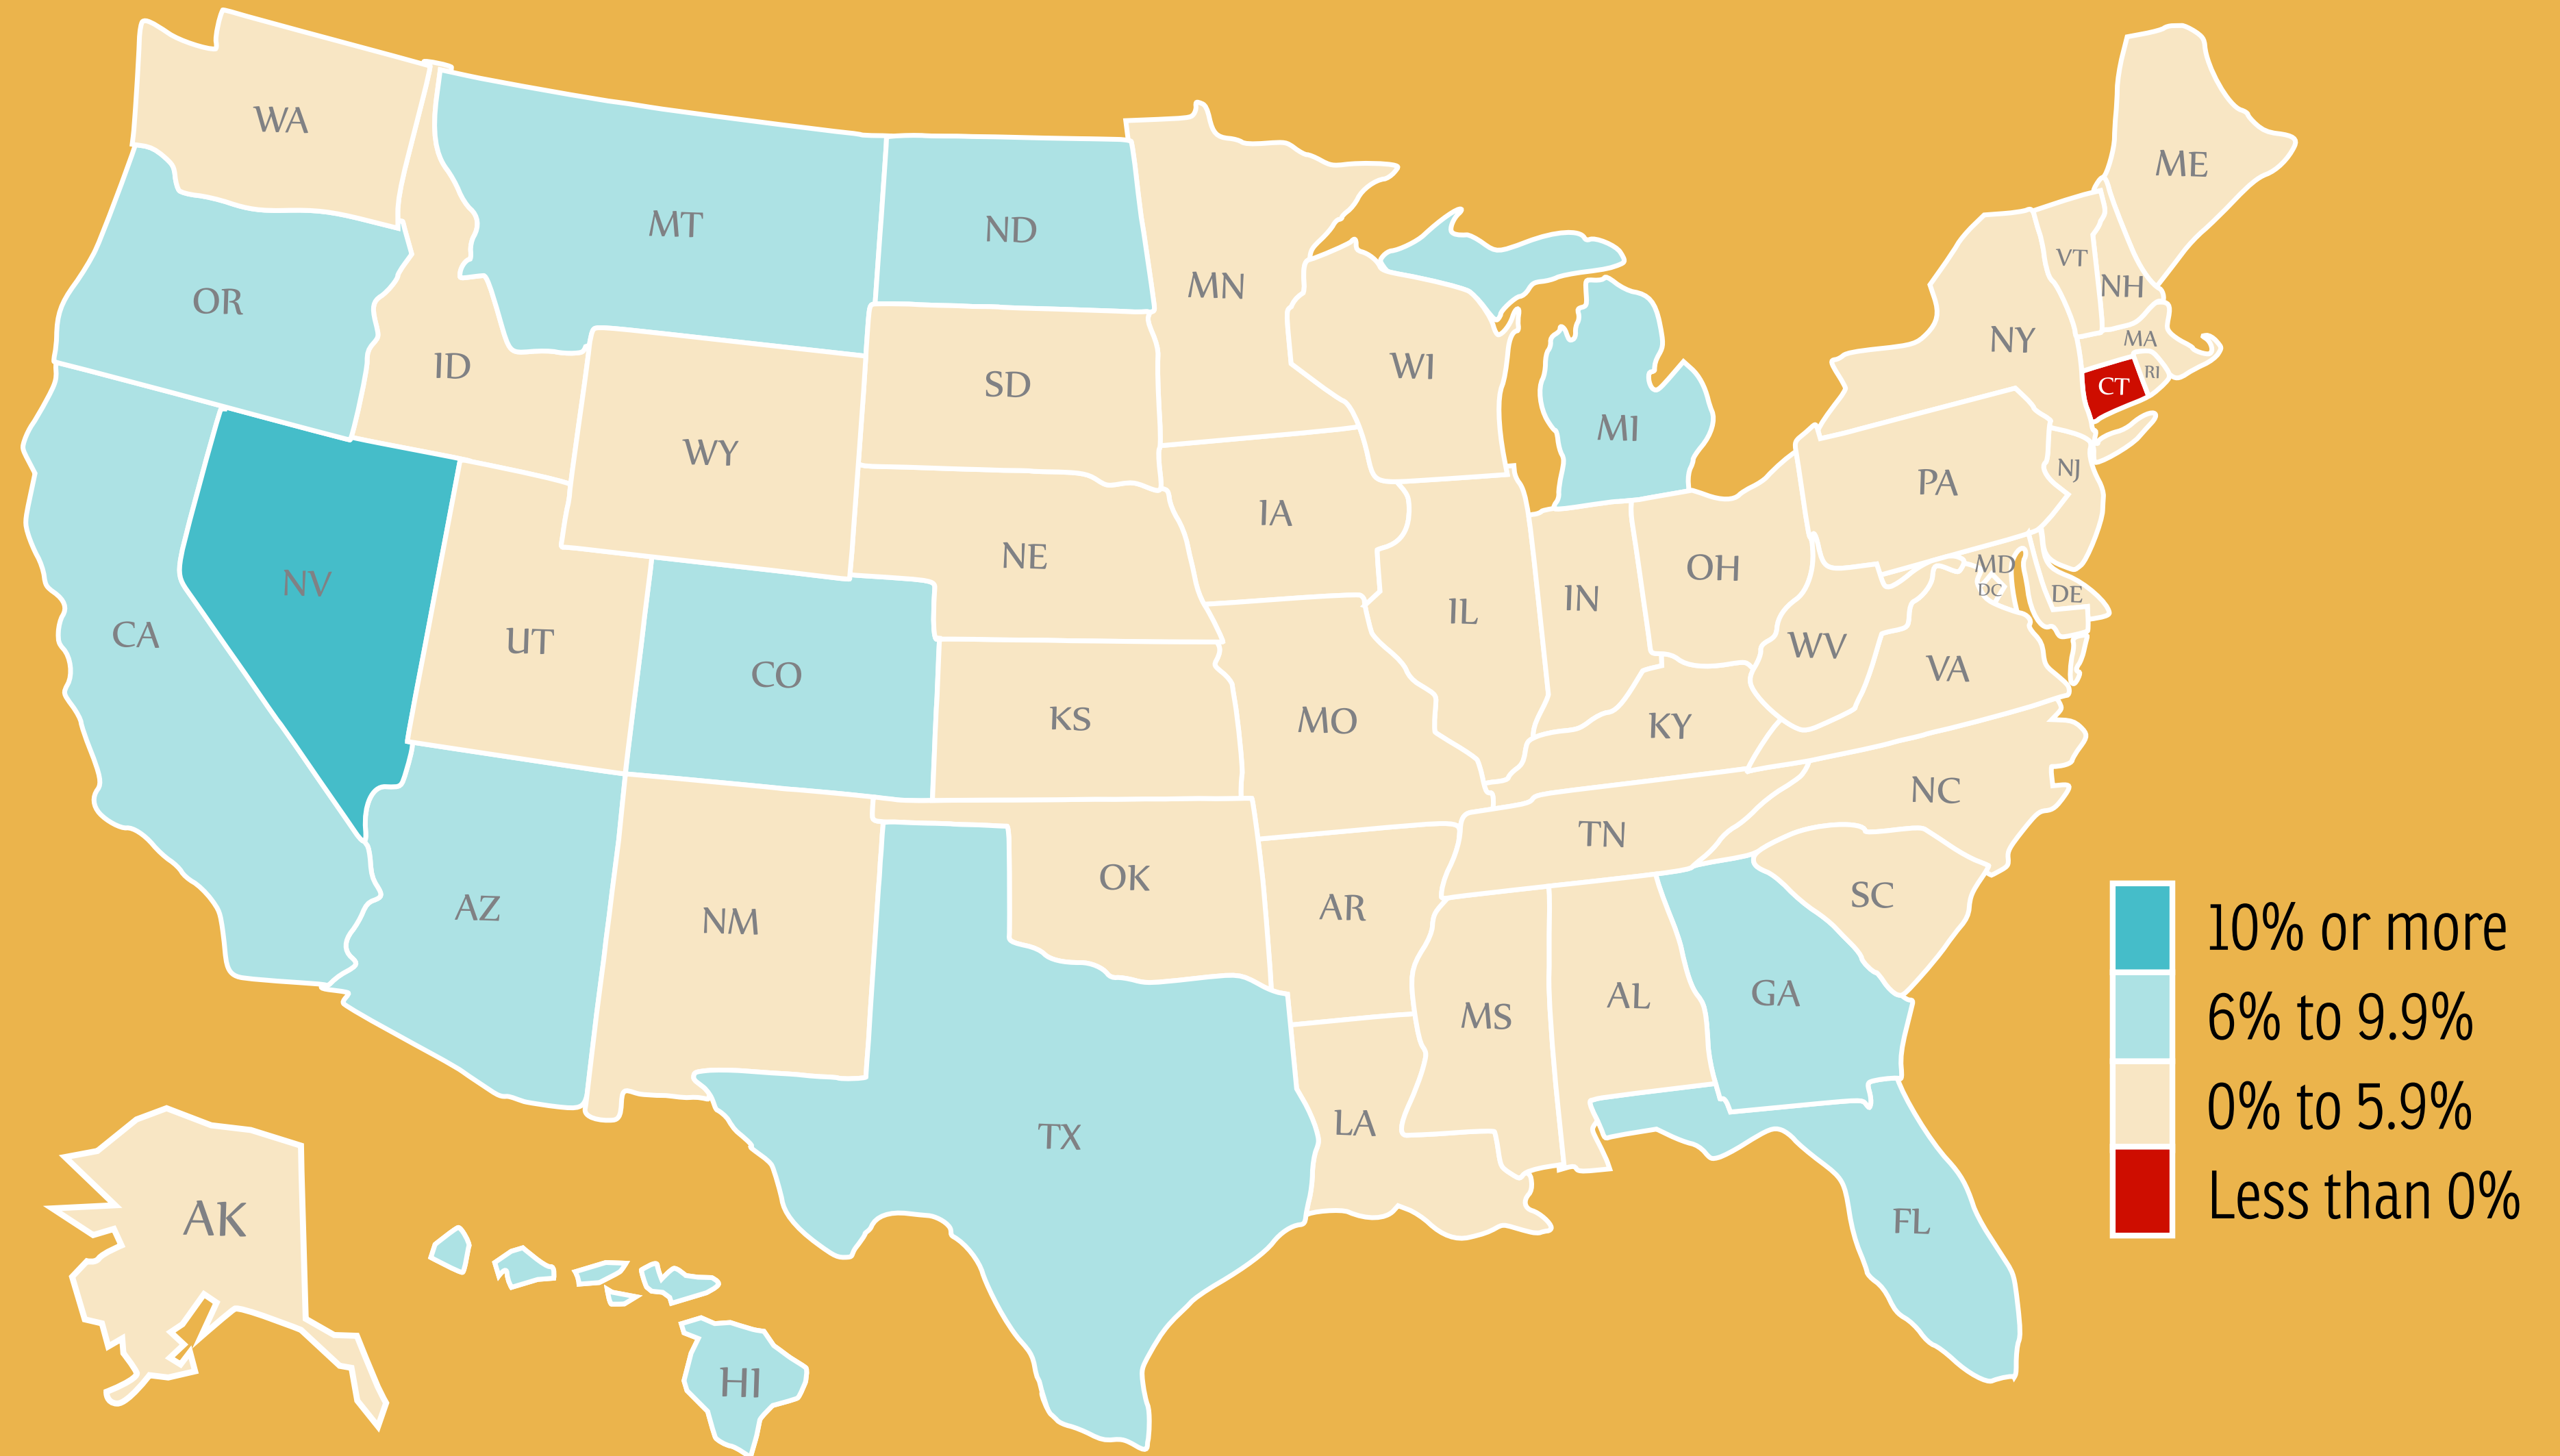 WA
ME
MT
ND
VT
MN
NH
OR
NY
MA
ID
WI
RI
SD
CT
MI
WY
NJ
PA
IA
NE
MD
OH
NV
DC
DE
IN
IL
CA
UT
WV
VA
CO
KS
MO
KY
NC
TN
OK
SC
AZ
AR
NM
10% or more
GA
AL
MS
6% to 9.9%
0% to 5.9%
LA
TX
Less than 0%
AK
FL
HI